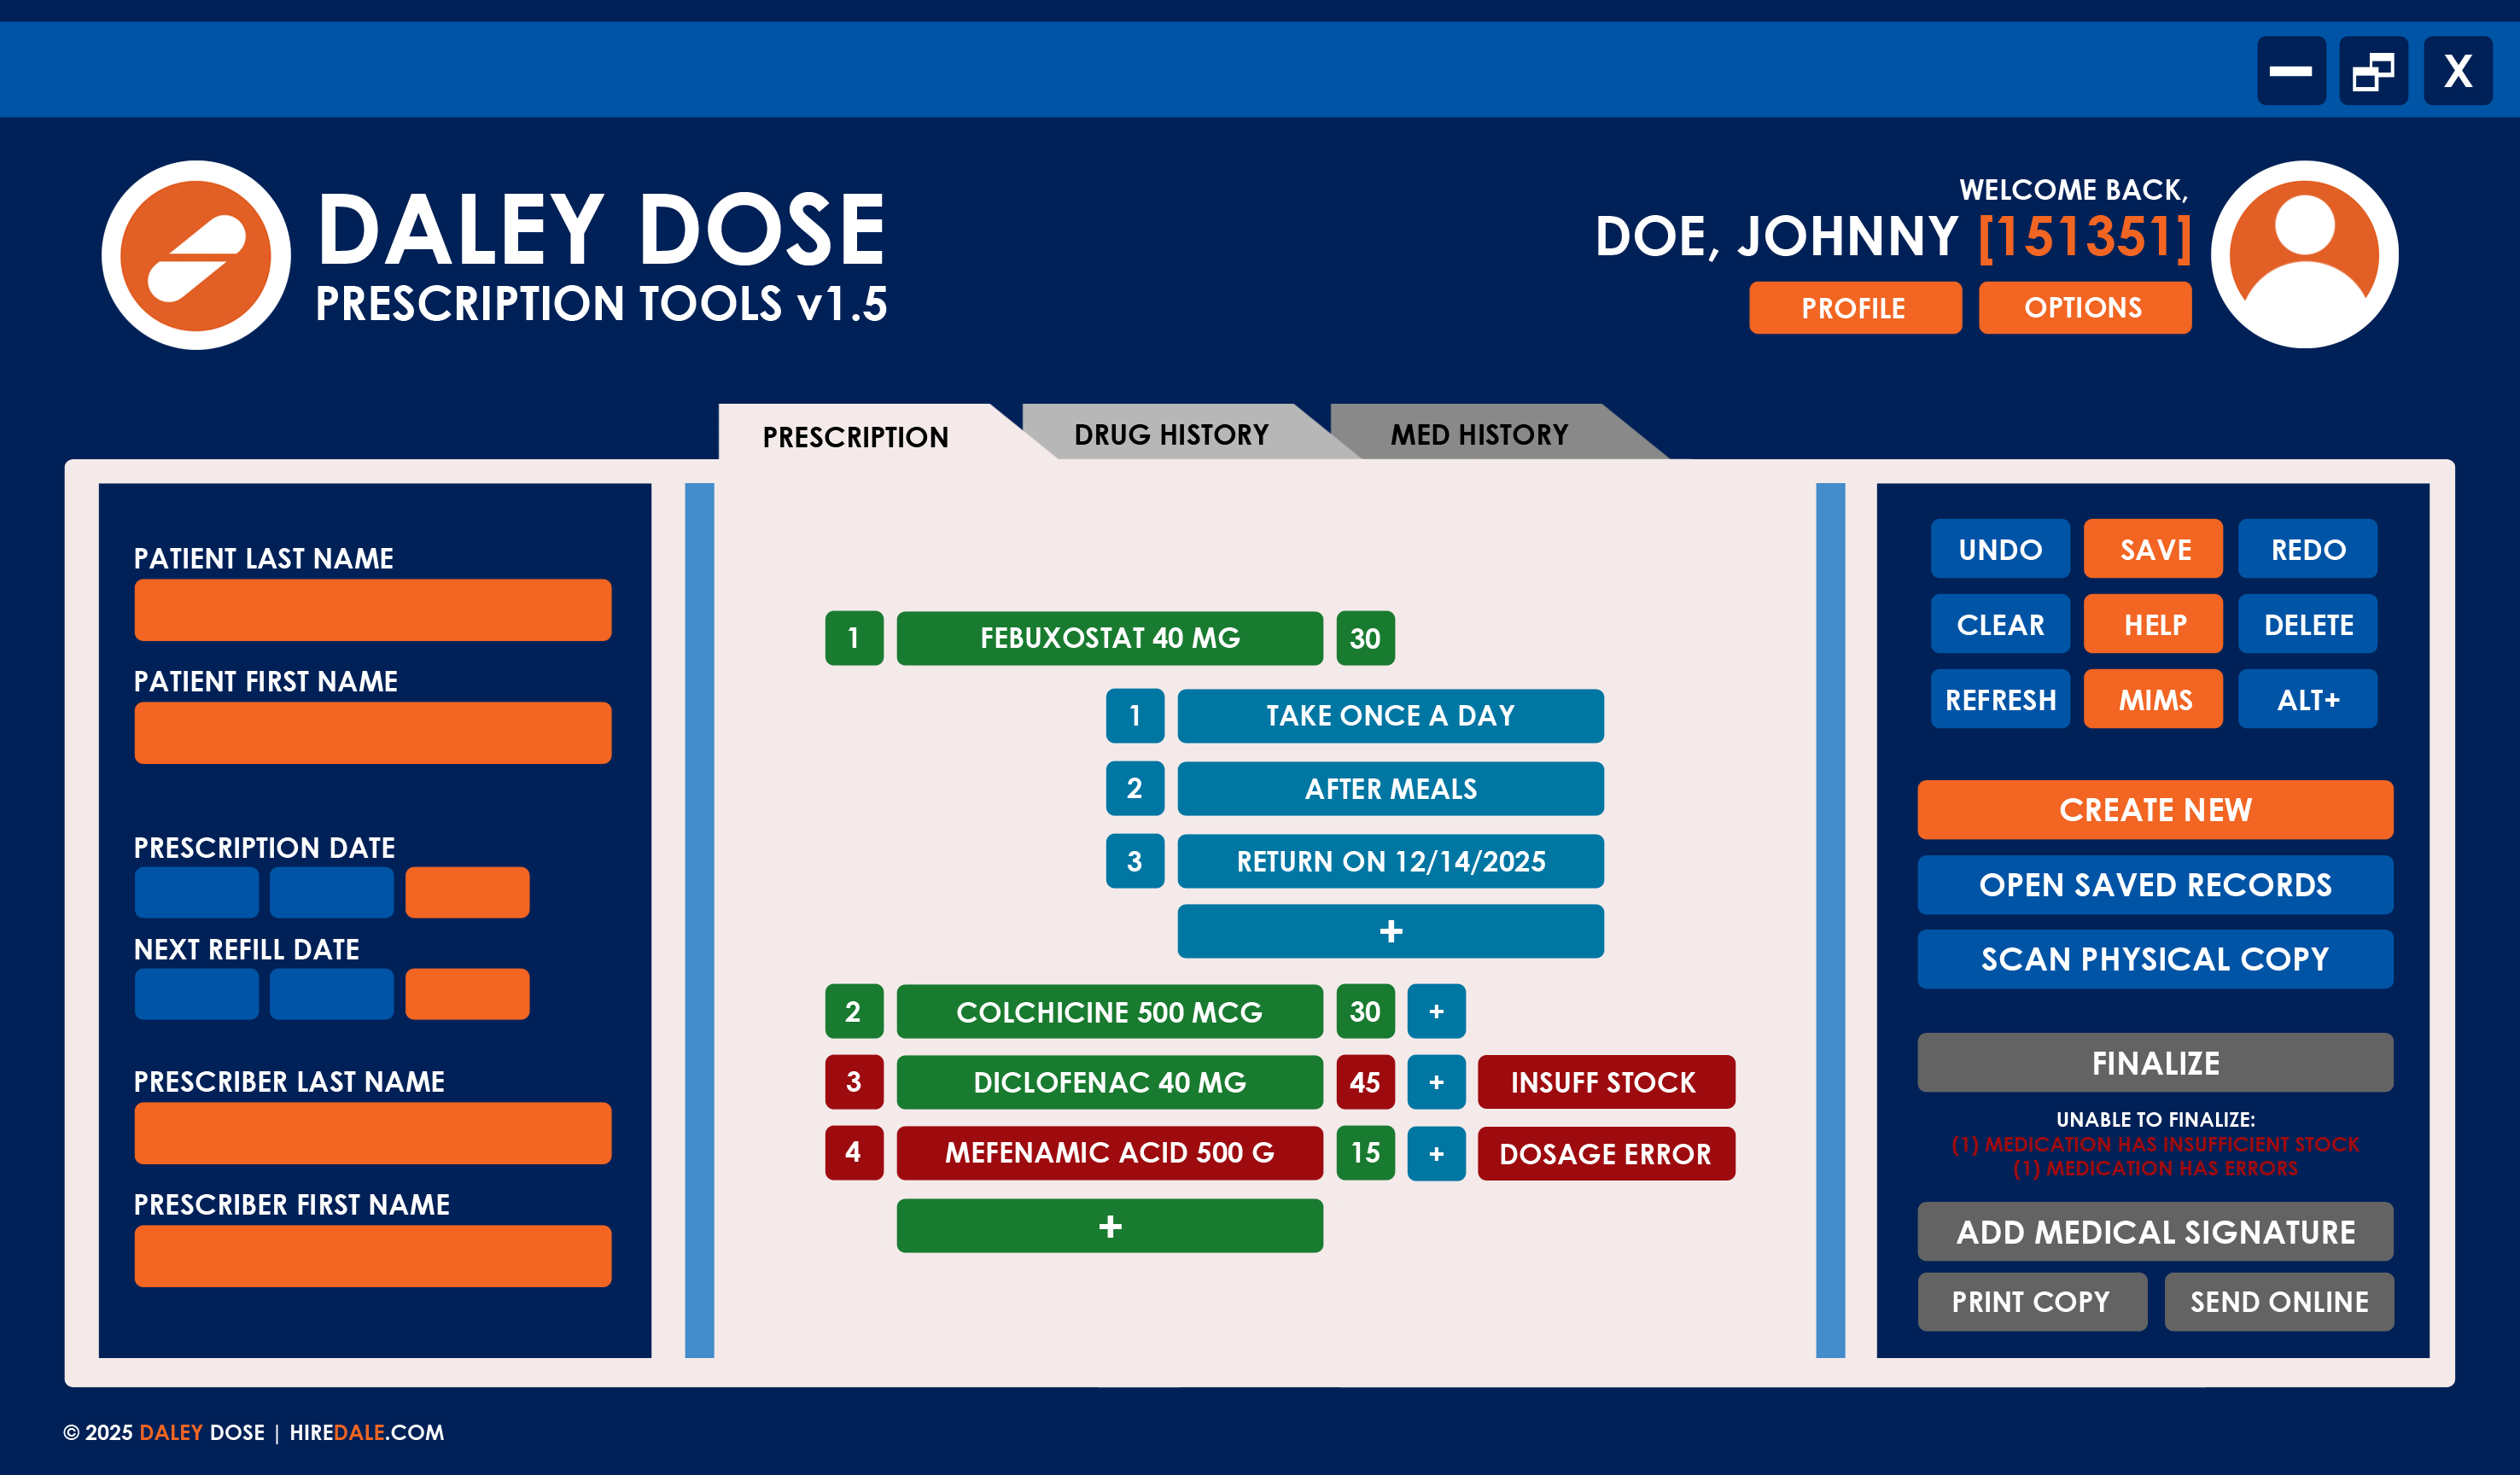 X
DALEY DOSE
PRESCRIPTION TOOLS v1.5
WELCOME BACK,
DOE, JOHNNY [151351]
PROFILE
OPTIONS
PRESCRIPTION
DRUG HISTORY
MED HISTORY
PATIENT LAST NAME
PATIENT FIRST NAME
PRESCRIPTION DATE
NEXT REFILL DATE
PRESCRIBER LAST NAME
PRESCRIBER FIRST NAME
1 FEBUXOSTAT 40 MG 30
1 TAKE ONCE A DAY
2 AFTER MEALS
3 RETURN ON 12/14/2025
+
2 COLCHICINE 500 MCG 30 +
3 DICLOFENAC 40 MG 45 + INSUFF STOCK
4 MEFENAMIC ACID 500 G 15 + DOSAGE ERROR
+
UNDO SAVE REDO
CLEAR HELP DELETE
REFRESH MIMS ALT+
CREATE NEW
OPEN SAVED RECORDS
SCAN PHYSICAL COPY
FINALIZE
UNABLE TO FINALIZE:
(1) MEDICATION HAS INSUFFICIENT STOCK
(1) MEDICATION HAS ERRORS
ADD MEDICAL SIGNATURE
PRINT COPY SEND ONLINE
© 2025 DALEY DOSE | HIREDALE.COM